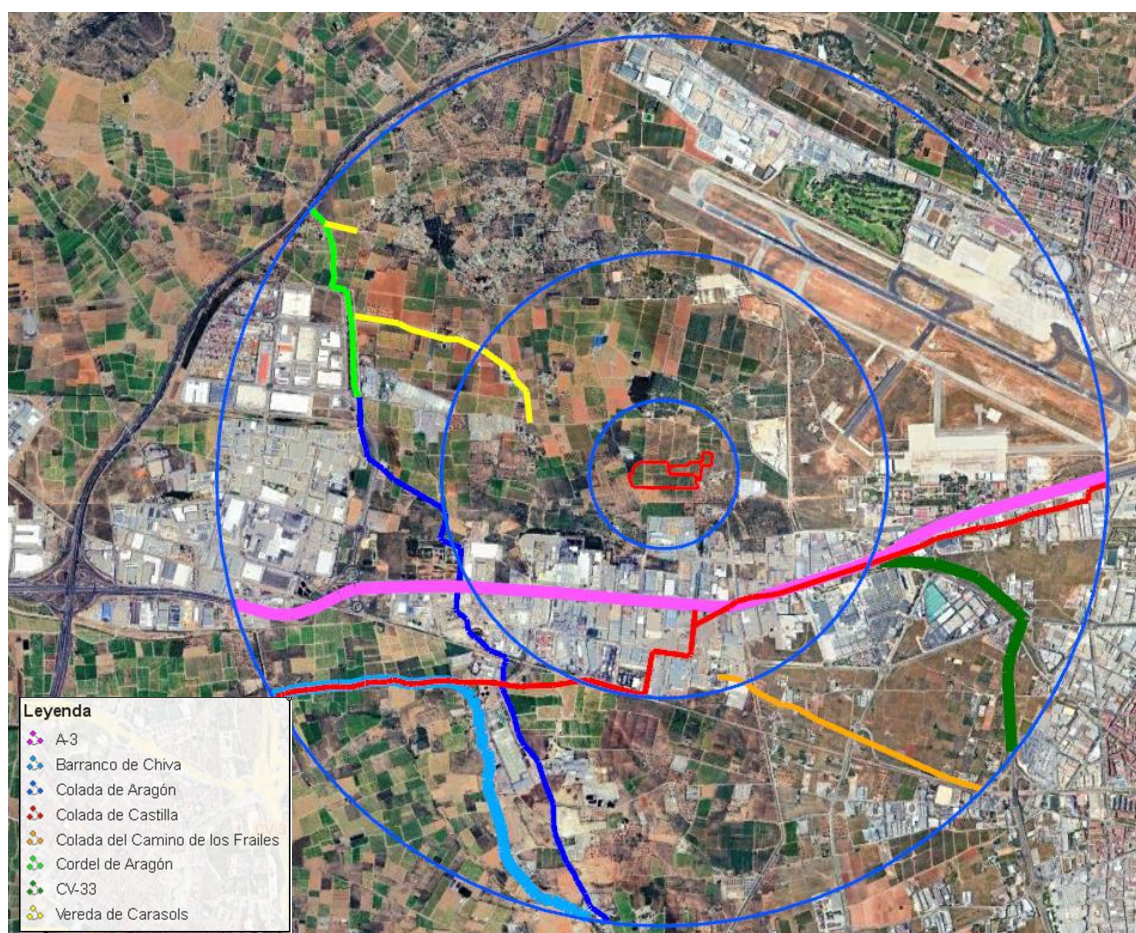 Leyenda
A-3
Barranco de Chiva
Colada de Aragón
Colada de Castilla
Colada del Camino de los Frailes
Cordel de Aragón
CV-33
Vereda de Carasols